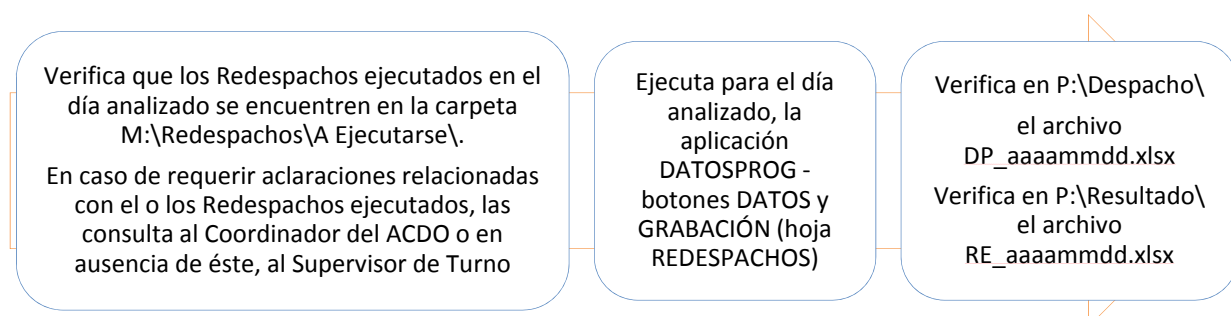 Verifica que los Redespachos ejecutados en el
día analizado se encuentren en la carpeta
M:\Redespachos\A Ejecutarse\.
En caso de requerir aclaraciones relacionadas
con el o los Redespachos ejecutados, las
consulta al Coordinador del ACDO o en
ausencia de éste, al Supervisor de Turno
Ejecuta para el día
analizado, la
aplicación
DATOSPROG -
botones DATOS y
GRABACIÓN (hoja
REDESPACHOS)
Verifica en P:\Despacho\
el archivo
DP_aaaammdd.xlsx
Verifica en P:\Resultado\
el archivo
RE_aaaammdd.xlsx